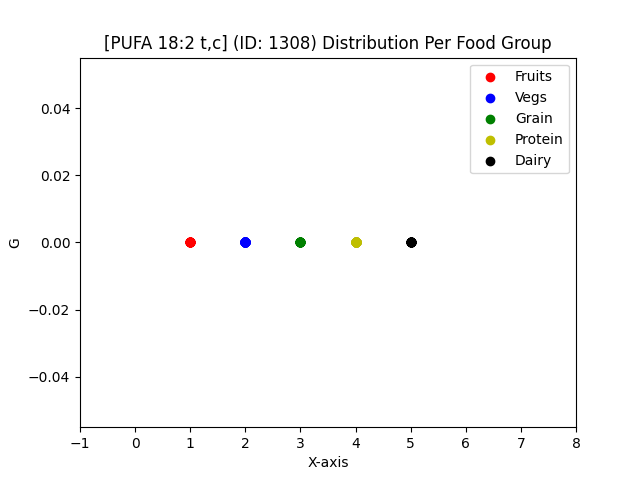 [PUFA 18:2 t,c] (ID: 1308) Distribution Per Food Group
Fruits
Vegs
Grain
Protein
Dairy
0.04
0.02
0.00
−0.02
−0.04
G
−1 0 1 2 3 4 5 6 7 8
X-axis